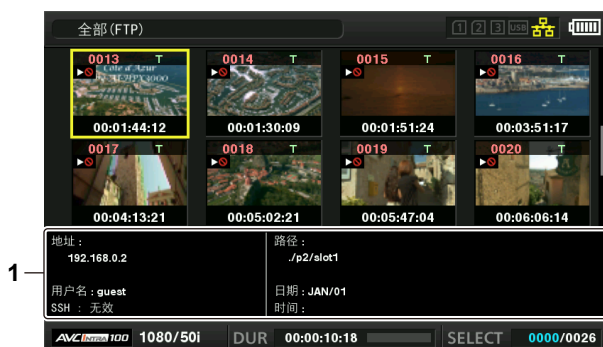 全部(FTP)
1 2 3 USB
0013 T 0014 T 0015 T 0016 T
Côte d'Azur
AJ-HPX3000
00:01:44:12 00:01:30:09 00:01:51:24 00:03:51:17
0017 T 0018 T 0019 T 0020 T
00:04:13:21 00:05:02:21 00:05:47:04 00:06:06:14
1
地址 :
192.168.0.2
用户名 : guest
SSH : 无效
路径 :
./p2/slot1
日期 : JAN/01
时间 :
AVC INTRA 100 1080/50i DUR 00:00:10:18 SELECT 0000/0026